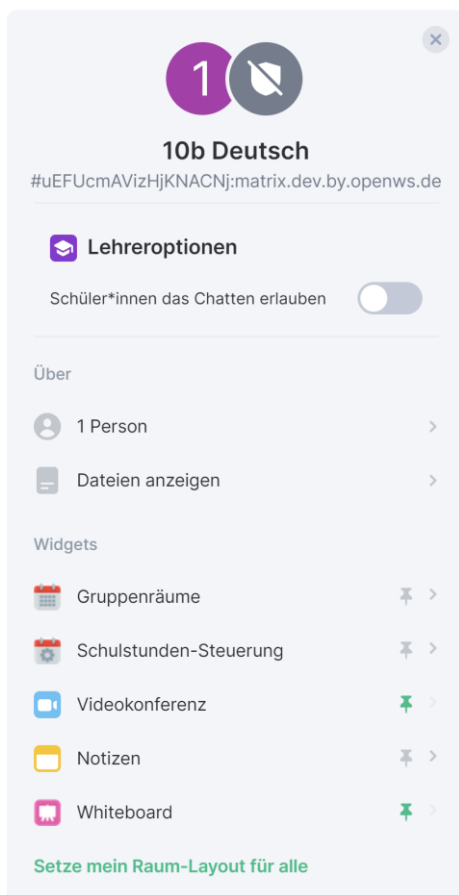 1
10b Deutsch
#uEFUcmAVizHjKNACNj:matrix.dev.by.openws.de
Lehreroptionen
Schüler*innen das Chatten erlauben
Über
1 Person
Dateien anzeigen
Widgets
Gruppenräume
Schulstunden-Steuerung
Videokonferenz
Notizen
Whiteboard
Setze mein Raum-Layout für alle